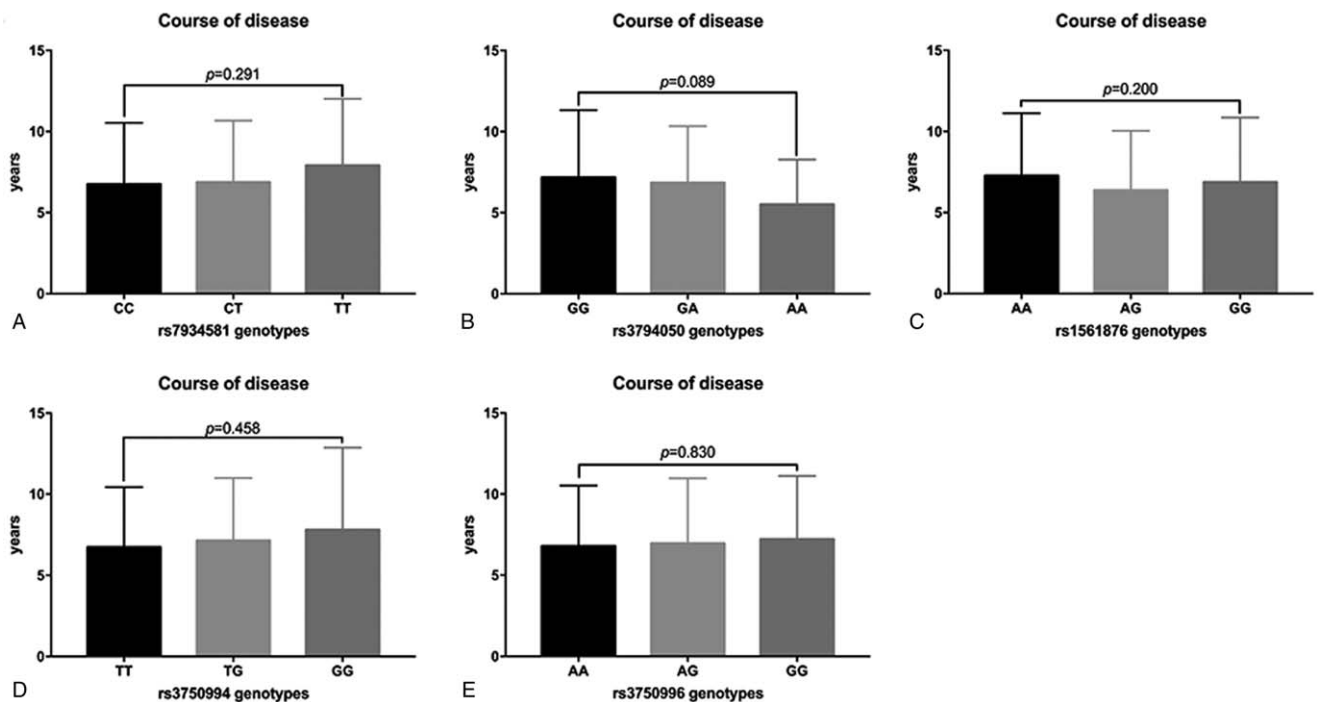 Course of disease
15
p=0.291
10
years
5
0
CC CT TT
A
rs7934581 genotypes
Course of disease
15
p=0.089
10
years
5
0
GG GA AA
B
rs3794050 genotypes
Course of disease
15
p=0.200
10
years
5
0
AA AG GG
C
rs1561876 genotypes
Course of disease
15
p=0.458
10
years
5
0
TT TG GG
D
rs3750994 genotypes
Course of disease
15
p=0.830
10
years
5
0
AA AG GG
E
rs3750996 genotypes